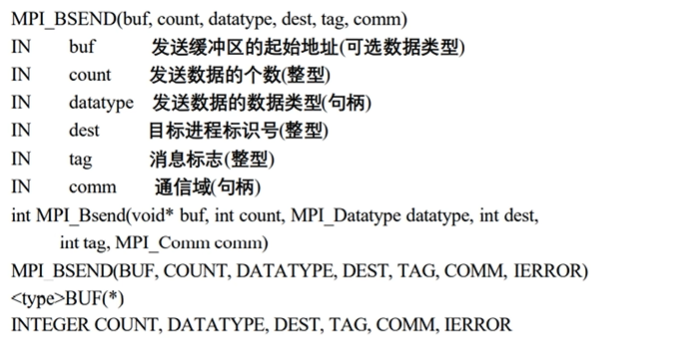 MPI_BSEND(buf, count, datatype, dest, tag, comm)
IN buf 发送缓冲区的起始地址(可选数据类型)
IN count 发送数据的个数(整型)
IN datatype 发送数据的数据类型(句柄)
IN dest 目标进程标识号(整型)
IN tag 消息标志(整型)
IN comm 通信域(句柄)
int MPI_Bsend(void* buf, int count, MPI_Datatype datatype, int dest,
int tag, MPI_Comm comm)
MPI_BSEND(BUF, COUNT, DATATYPE, DEST, TAG, COMM, IERROR)
<type>BUF(*)
INTEGER COUNT, DATATYPE, DEST, TAG, COMM, IERROR